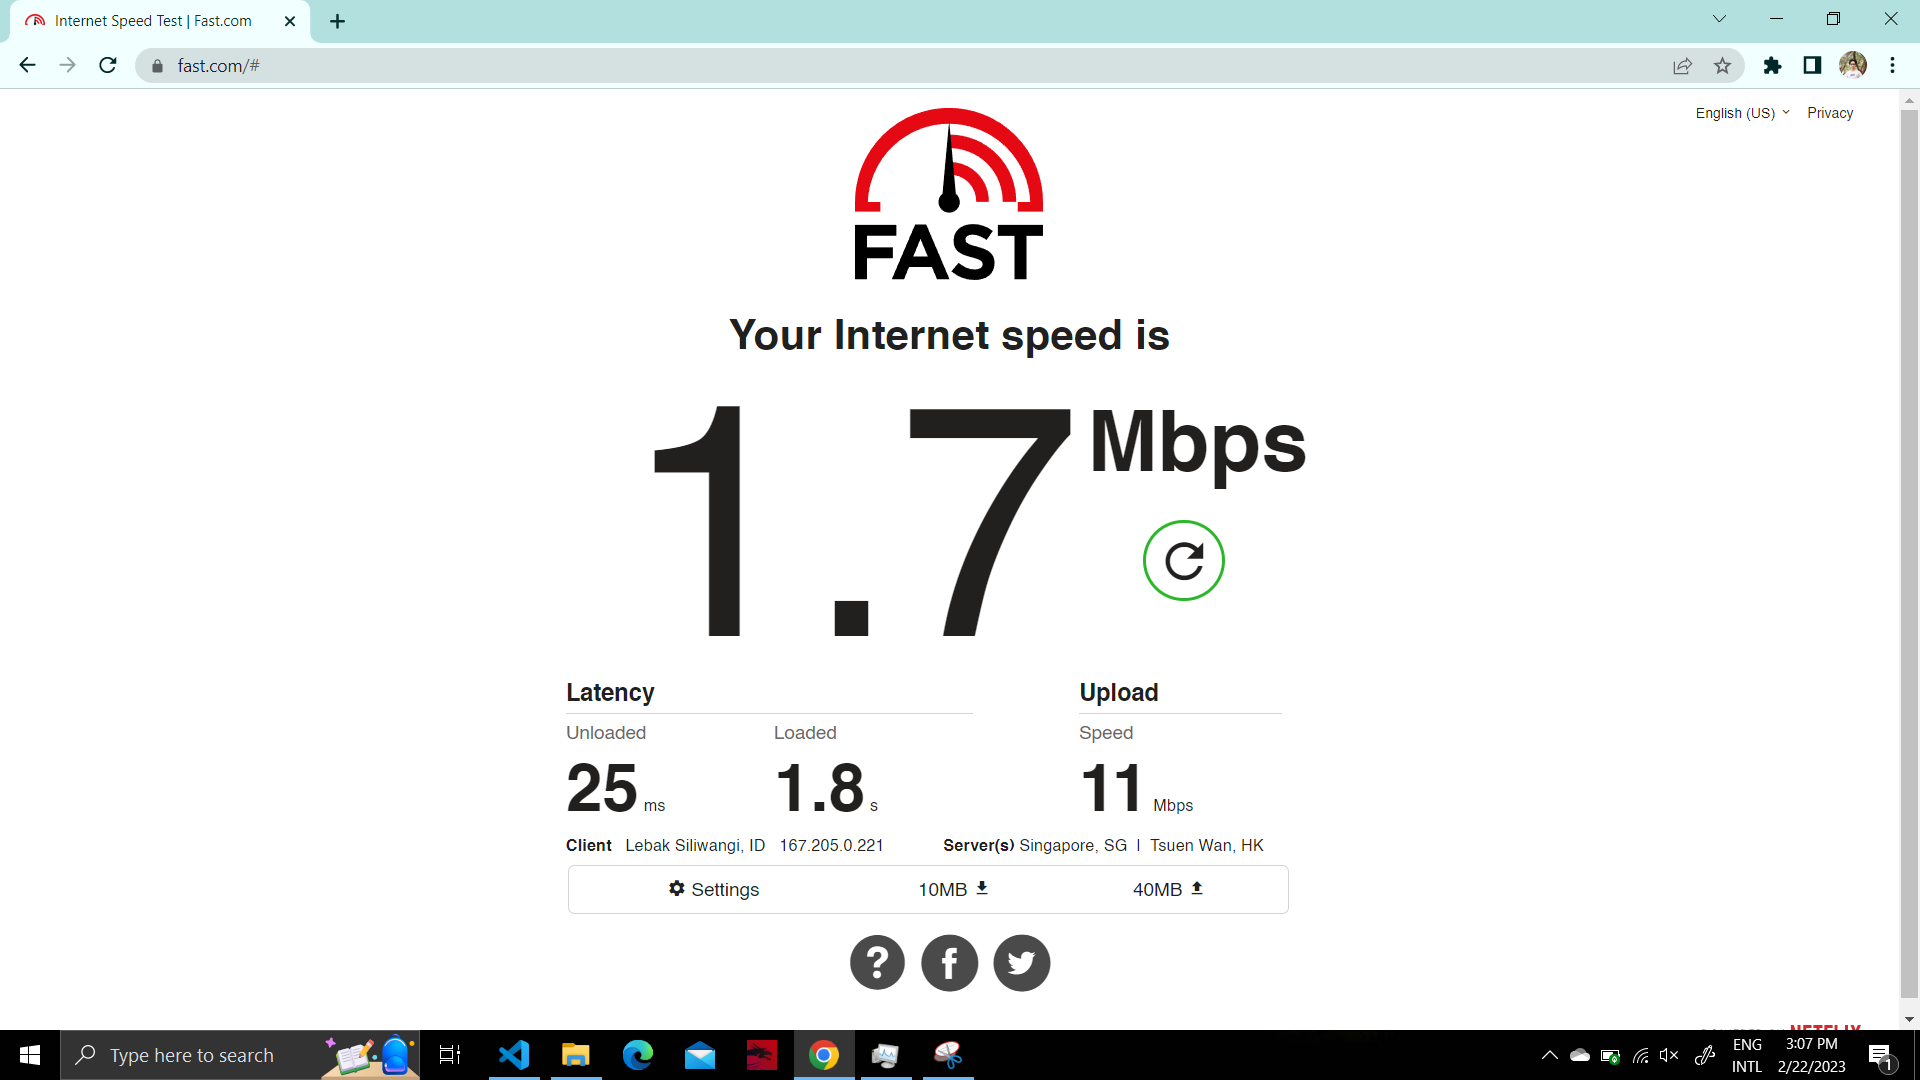 Internet Speed Test | Fast.com
fast.com/#
English (US) Privacy
FAST
Your Internet speed is
1.7 Mbps
Latency Upload
Unloaded Loaded Speed
25 ms 1.8 s 11 Mbps
Client Lebak Siliwangi, ID 167.205.0.221 Server(s) Singapore, SG | Tsuen Wan, HK
Settings 10MB 40MB
NETFLIX
Type here to search
ENG 3:07 PM
INTL 2/22/2023
1